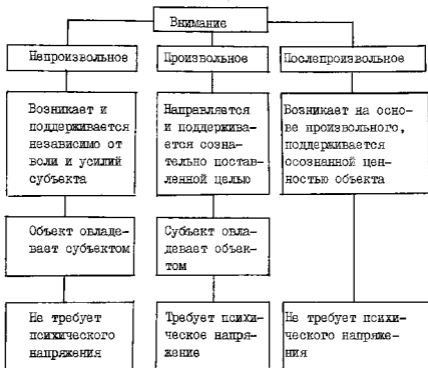 Внимание
Непроизвольное
Произвольное
Послепроизвольное
Возникает и
поддерживается
независимо от
воли и усилий
субъекта
Направляется
и поддержива-
ется созна-
тельно постав-
ленной целью
Возникает на осно-
ве произвольного,
поддерживается
осознанной цен-
ностью объекта
Объект овладе-
вает субъектом
Субъект овла-
девает объек-
том
Не требует
психического
напряжения
Требует психи-
ческое напря-
жение
Не требует психи-
ческого напряже-
ния